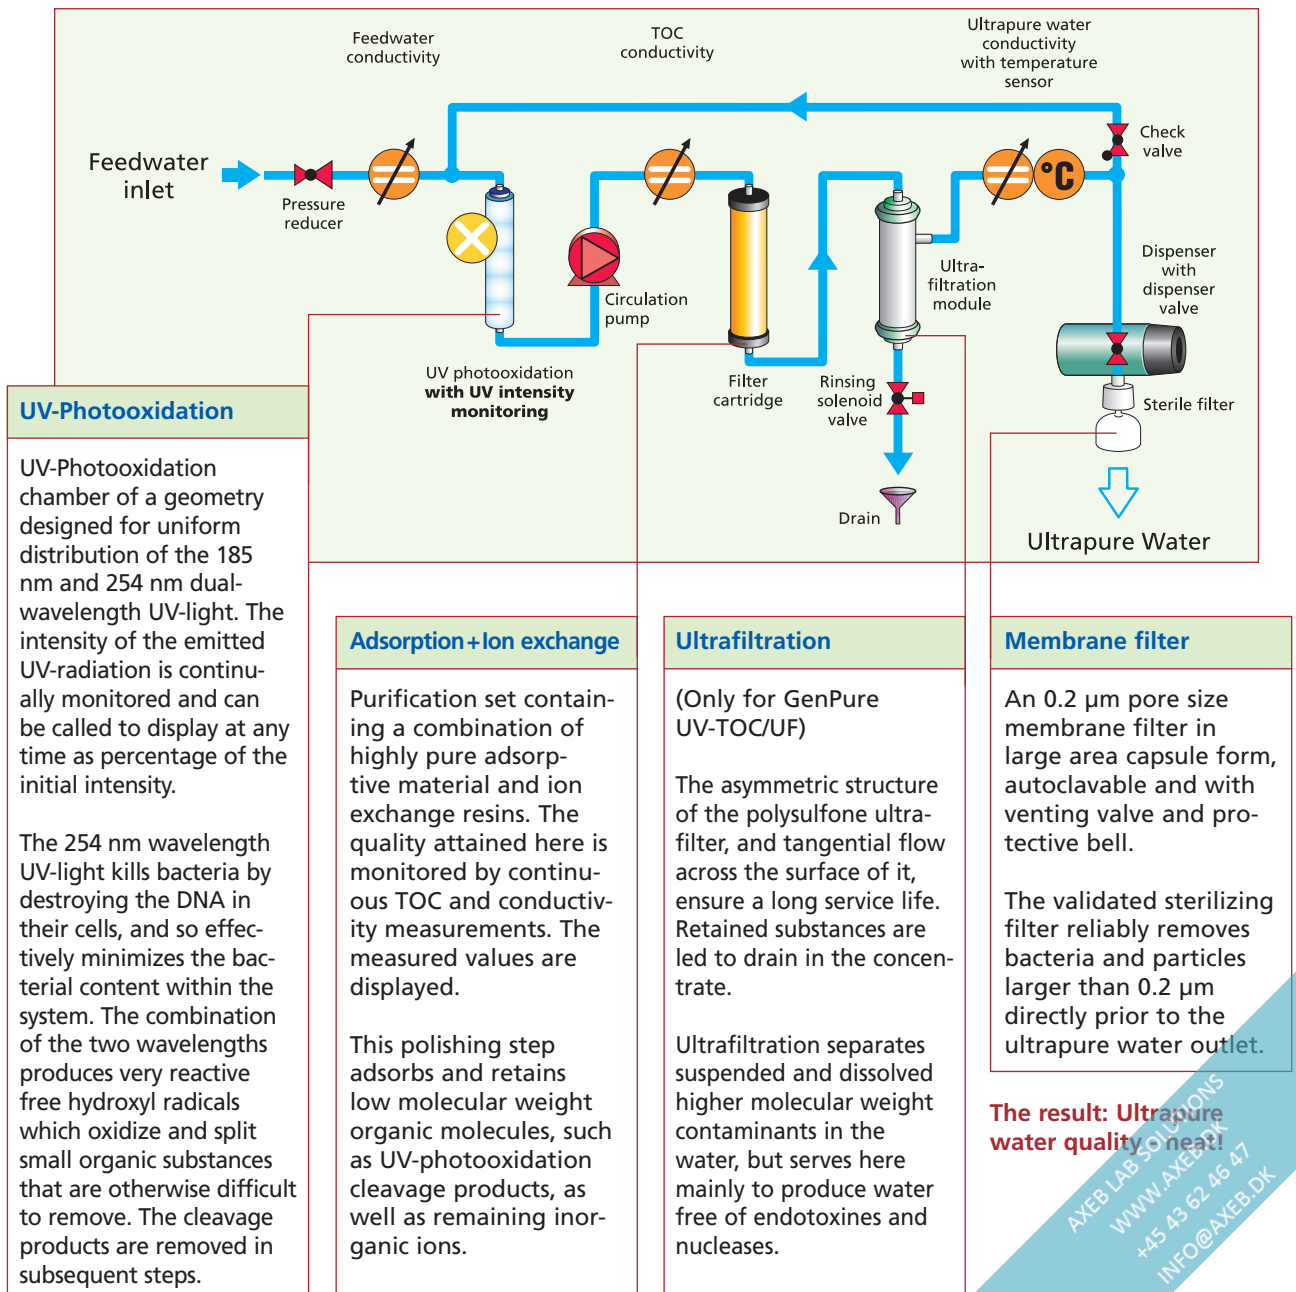 Feedwater
conductivity
TOC
conductivity
Ultrapure water
conductivity
with temperature
sensor
Feedwater
inlet
Pressure
reducer
°C
Check
valve
Circulation
pump
Ultra-
filtration
module
Dispenser
with
dispenser
valve
UV photooxidation
with UV intensity
monitoring
Filter
cartridge
Rinsing
solenoid
valve
Sterile filter
Drain
Ultrapure Water
UV-Photooxidation
UV-Photooxidation
chamber of a geometry
designed for uniform
distribution of the 185
nm and 254 nm dual-
wavelength UV-light. The
intensity of the emitted
UV-radiation is continu-
ally monitored and can
be called to display at any
time as percentage of the
initial intensity.
The 254 nm wavelength
UV-light kills bacteria by
destroying the DNA in
their cells, and so effec-
tively minimizes the bac-
terial content within the
system. The combination
of the two wavelengths
produces very reactive
free hydroxyl radicals
which oxidize and split
small organic substances
that are otherwise difficult
to remove. The cleavage
products are removed in
subsequent steps.
Adsorption+Ion exchange
Purification set contain-
ing a combination of
highly pure adsorp-
tive material and ion
exchange resins. The
quality attained here is
monitored by continu-
ous TOC and conductiv-
ity measurements. The
measured values are
displayed.
This polishing step
adsorbs and retains
low molecular weight
organic molecules, such
as UV-photooxidation
cleavage products, as
well as remaining inor-
ganic ions.
Ultrafiltration
(Only for GenPure
UV-TOC/UF)
The asymmetric structure
of the polysulfone ultra-
filter, and tangential flow
across the surface of it,
ensure a long service life.
Retained substances are
led to drain in the concen-
trate.
Ultrafiltration separates
suspended and dissolved
higher molecular weight
contaminants in the
water, but serves here
mainly to produce water
free of endotoxines and
nucleases.
Membrane filter
An 0.2 µm pore size
membrane filter in
large area capsule form,
autoclavable and with
venting valve and pro-
tective bell.
The validated sterilizing
filter reliably removes
bacteria and particles
larger than 0.2 µm
directly prior to the
ultrapure water outlet.
The result: Ultrapure
water quality - neat!
AXEB LAB SOLUTIONS
WWW.AXEB.DK
+45 43 62 46 47
INFO@AXEB.DK